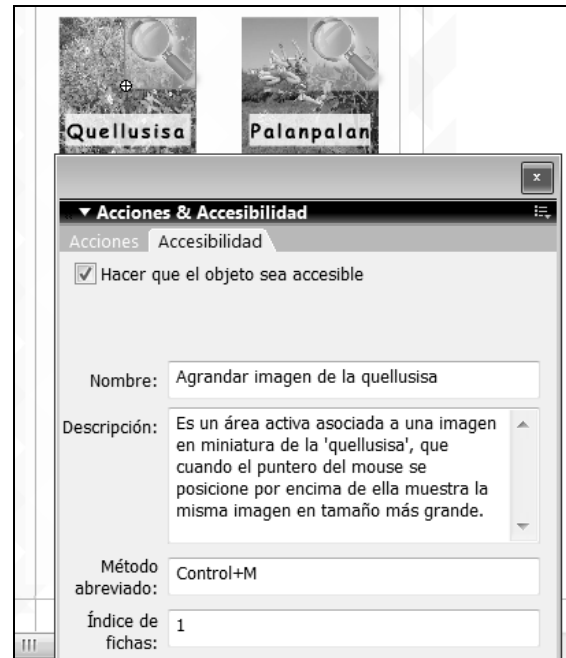 Quellusisa
Palanpalan
x
Acciones & Accesibilidad
Acciones
Accesibilidad
Hacer que el objeto sea accesible
Nombre:
Agrandar imagen de la quellusisa
Descripción:
Es un área activa asociada a una imagen
en miniatura de la 'quellusisa', que
cuando el puntero del mouse se
posicione por encima de ella muestra la
misma imagen en tamaño más grande.
Método
abreviado:
Control+M
Índice de
fichas:
1